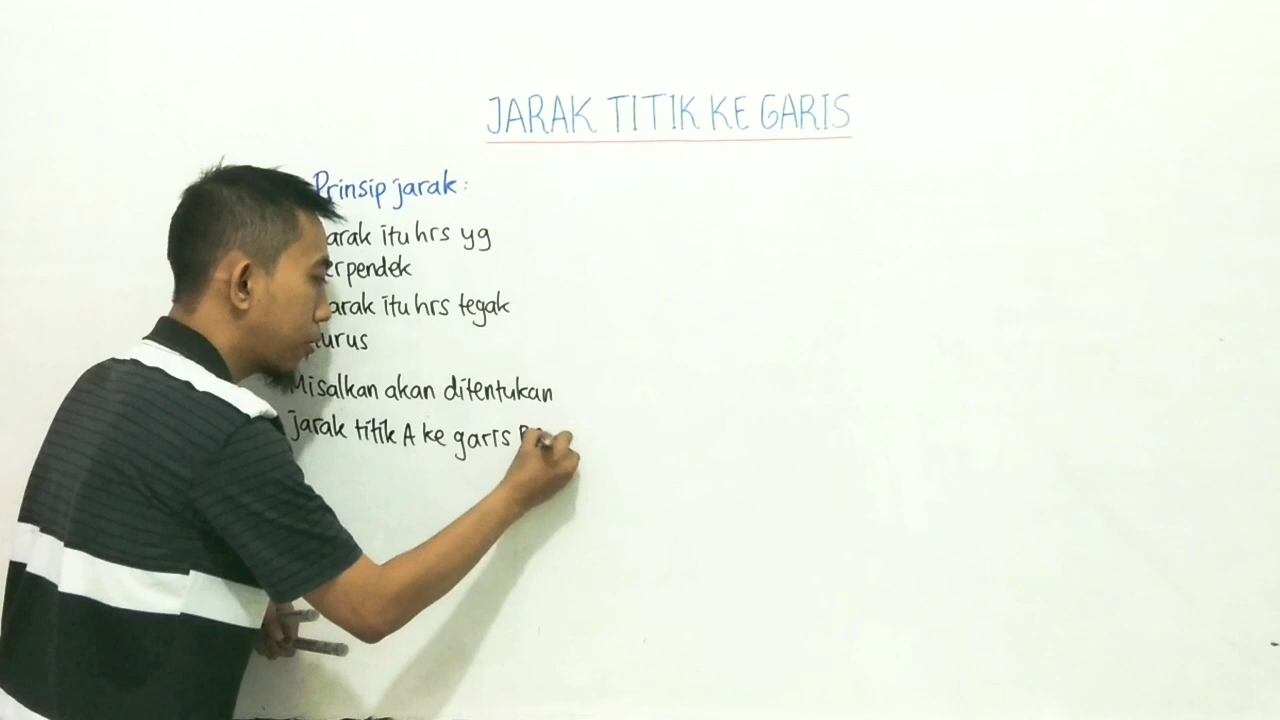 JARAK TITIK KE GARIS
Prinsip jarak:
arak itu hrs yg
erpendek
arak itu hrs tegak
urus
Misalkan akan ditentukan
jarak titik A ke garis